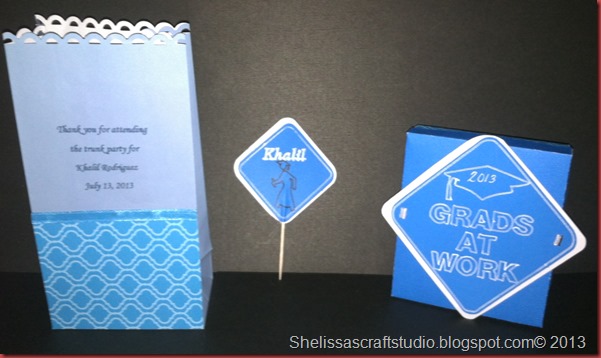 Thank you for attending
the trunk party for
Khalil Rodriguez
July 13, 2013
Khalil
2013
GRADS
AT
WORK
Shelissascraftstudio.blogspot.com© 2013